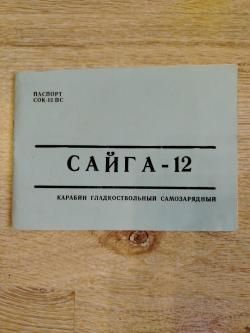 ПАСПОРТ
СОК-12 ПС
САЙГА-12
КАРАБИН ГЛАДКОСТВОЛЬНЫЙ САМОЗАРЯДНЫЙ